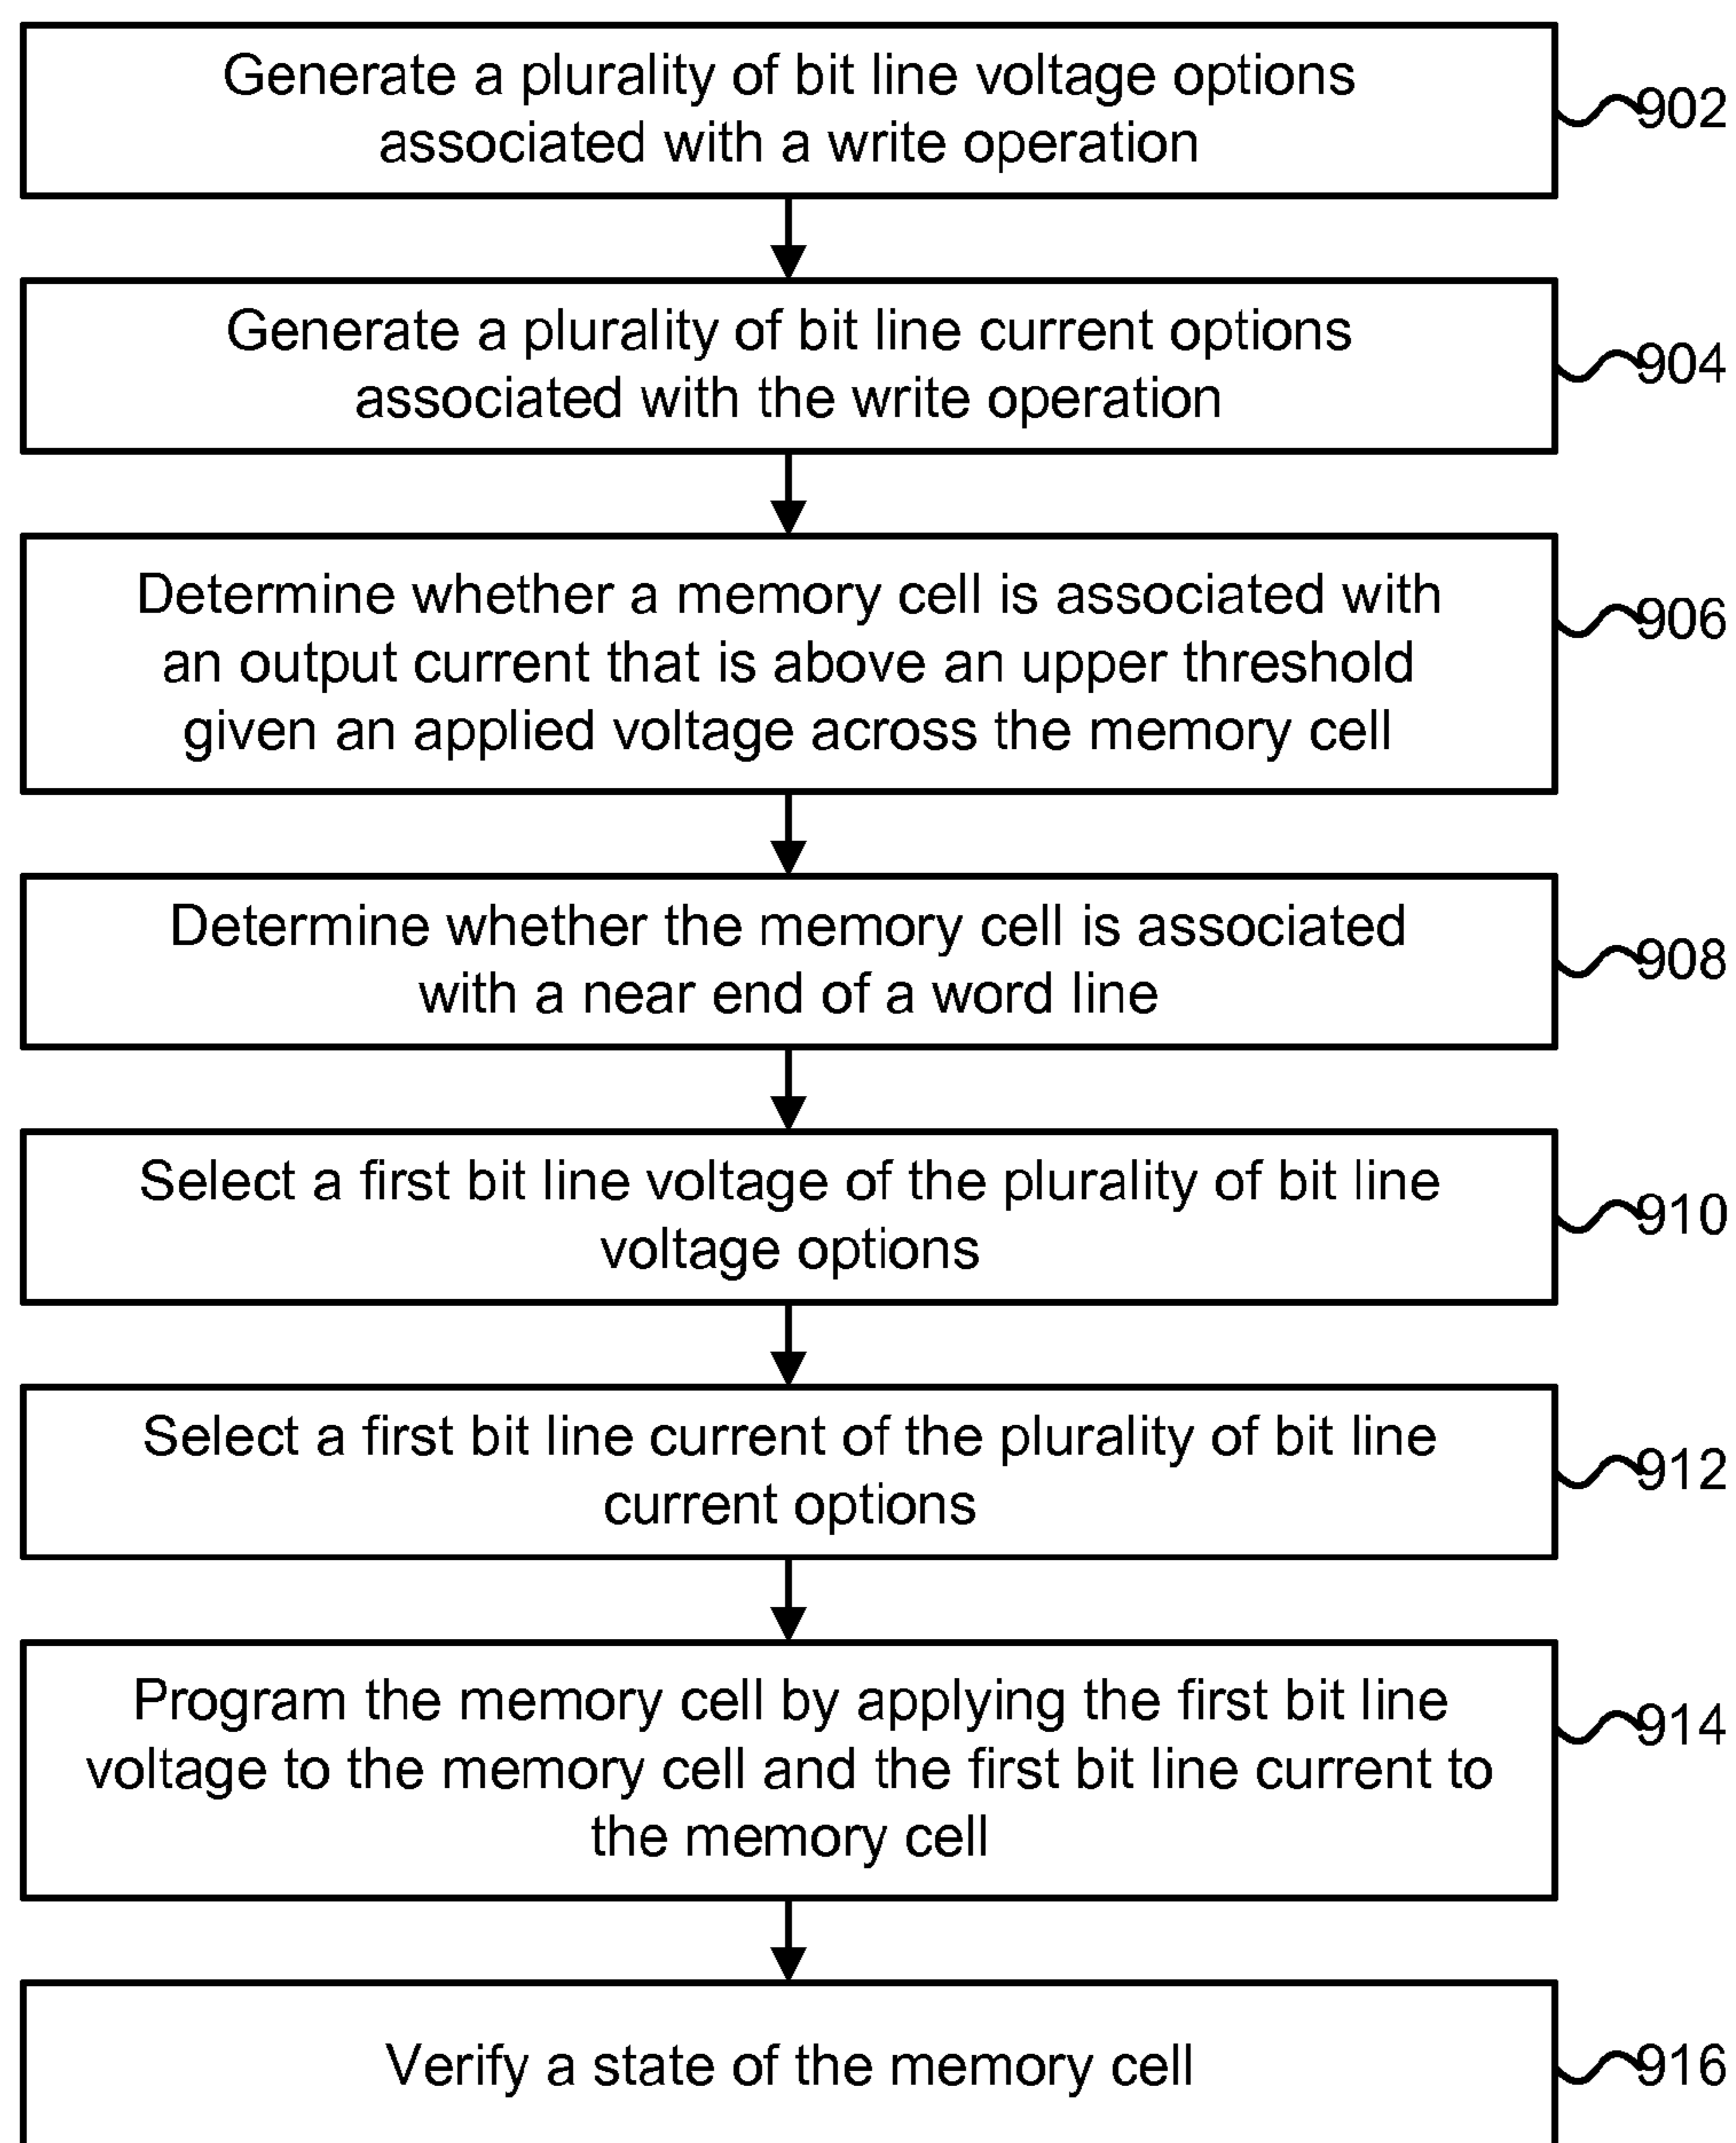 Generate a plurality of bit line voltage options
associated with a write operation
902
Generate a plurality of bit line current options
associated with the write operation
904
Determine whether a memory cell is associated with
an output current that is above an upper threshold
given an applied voltage across the memory cell
906
Determine whether the memory cell is associated
with a near end of a word line
908
Select a first bit line voltage of the plurality of bit line
voltage options
910
Select a first bit line current of the plurality of bit line
current options
912
Program the memory cell by applying the first bit line
voltage to the memory cell and the first bit line current to
the memory cell
914
Verify a state of the memory cell
916